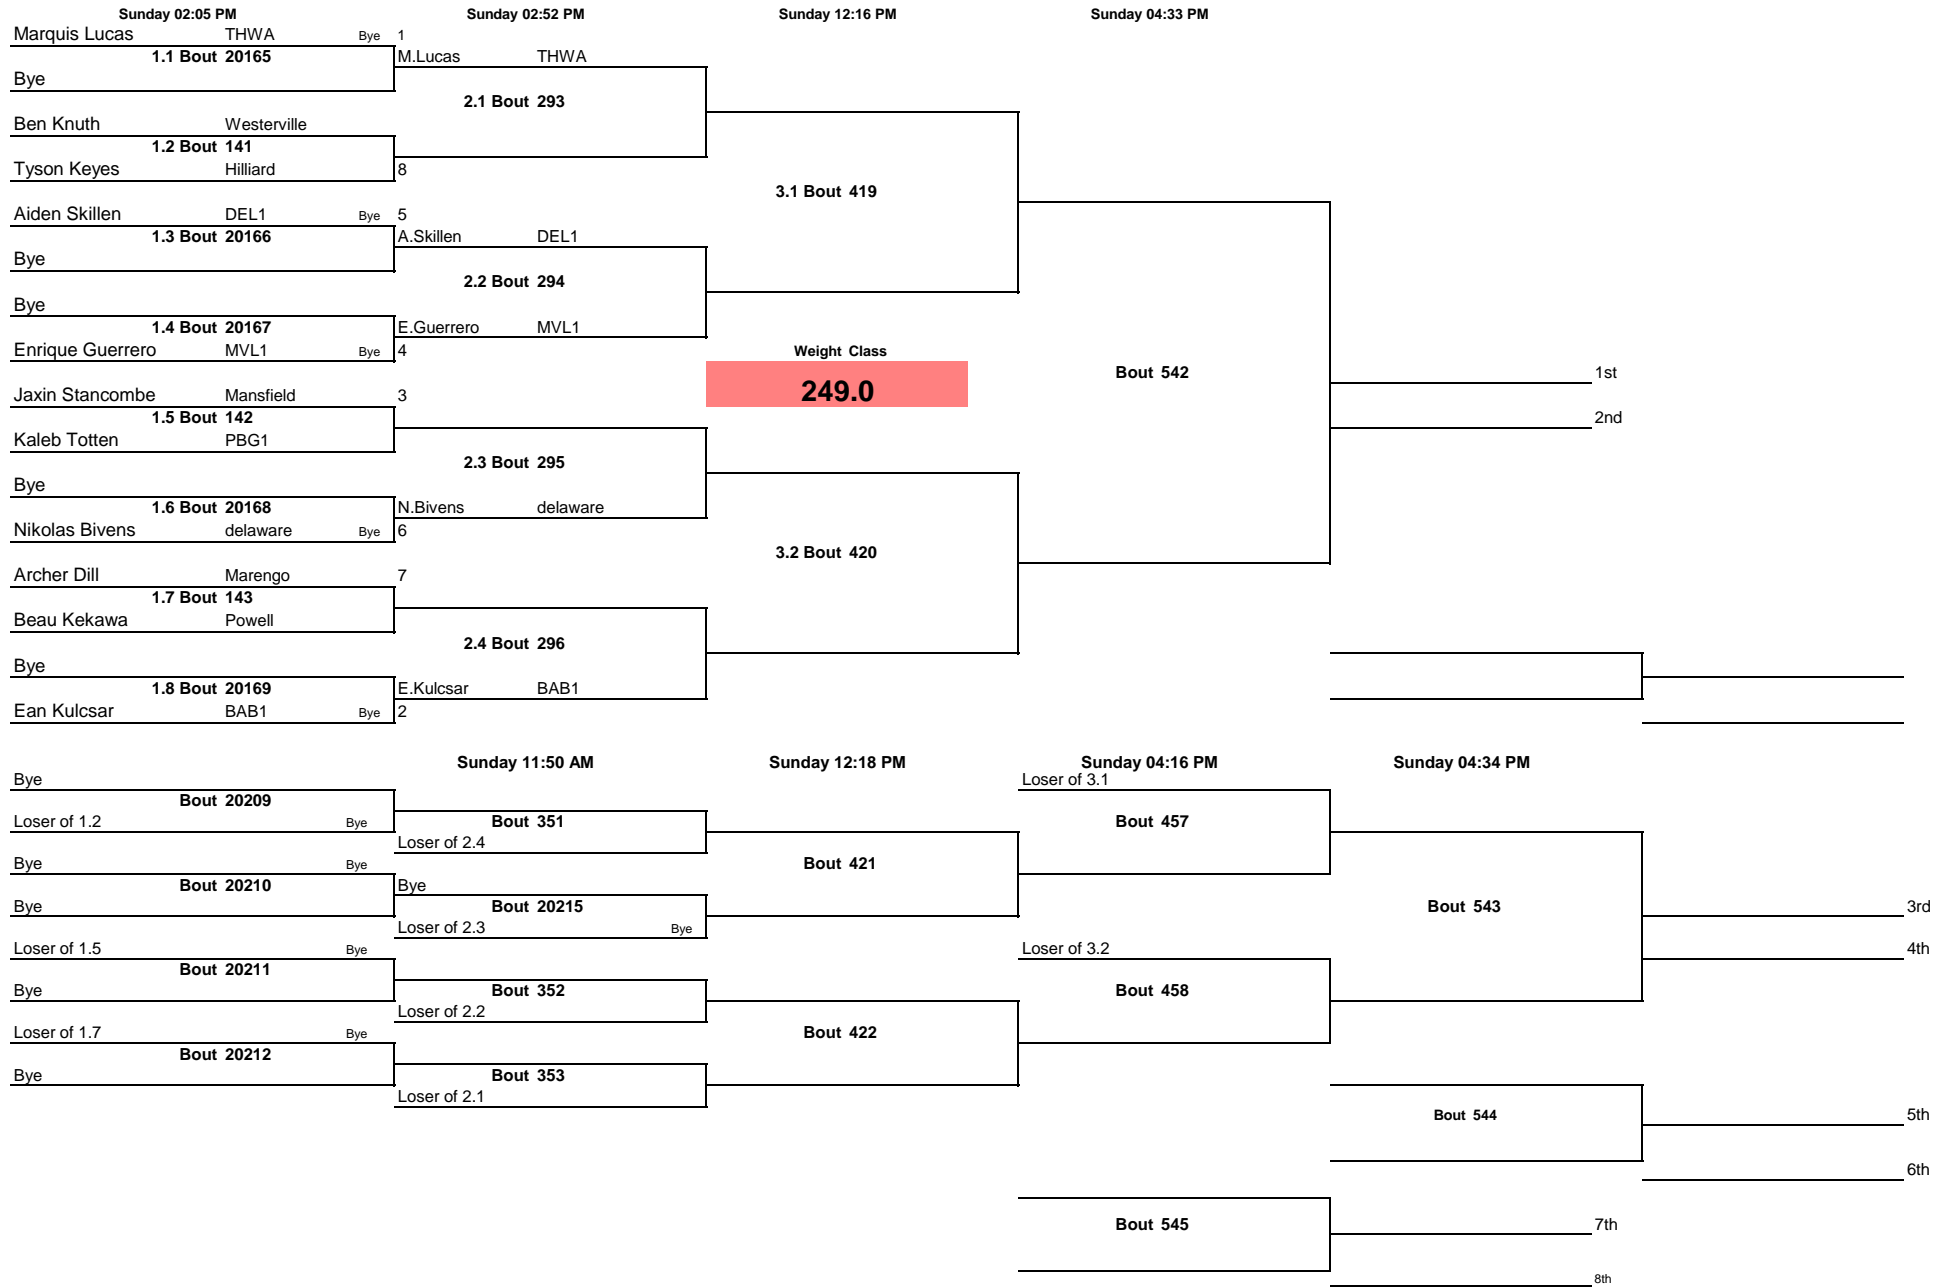 Sunday 02:05 PM Sunday 02:52 PM Sunday 12:16 PM Sunday 04:33 PM
Marquis Lucas THWA Bye 1
1.1 Bout 20165 M.Lucas THWA
Bye
2.1 Bout 293
Ben Knuth Westerville
1.2 Bout 141
Tyson Keyes Hilliard 8
3.1 Bout 419
Aiden Skillen DEL1 Bye 5
1.3 Bout 20166 A.Skillen DEL1
Bye
2.2 Bout 294
Bye
1.4 Bout 20167 E.Guerrero MVL1
Enrique Guerrero MVL1 Bye 4 Weight Class
Bout 542 1st
Jaxin Stancombe Mansfield 3 249.0
1.5 Bout 142 2nd
Kaleb Totten PBG1
2.3 Bout 295
Bye
1.6 Bout 20168 N.Bivens delaware
Nikolas Bivens delaware Bye 6
3.2 Bout 420
Archer Dill Marengo 7
1.7 Bout 143
Beau Kekawa Powell
2.4 Bout 296
Bye
1.8 Bout 20169 E.Kulcsar BAB1
Ean Kulcsar BAB1 Bye 2
Sunday 11:50 AM Sunday 12:18 PM Sunday 04:16 PM Sunday 04:34 PM
Bye Loser of 3.1
Bout 20209
Loser of 1.2 Bye Bout 351 Bout 457
Loser of 2.4
Bye Bye Bout 421
Bout 20210 Bye
Bye Bout 20215 Bout 543 3rd
Loser of 2.3 Bye
Loser of 1.5 Bye Loser of 3.2 4th
Bout 20211
Bye Bout 352 Bout 458
Loser of 2.2
Loser of 1.7 Bye Bout 422
Bout 20212
Bye Bout 353
Loser of 2.1
Bout 544 5th
6th
Bout 545 7th
8th